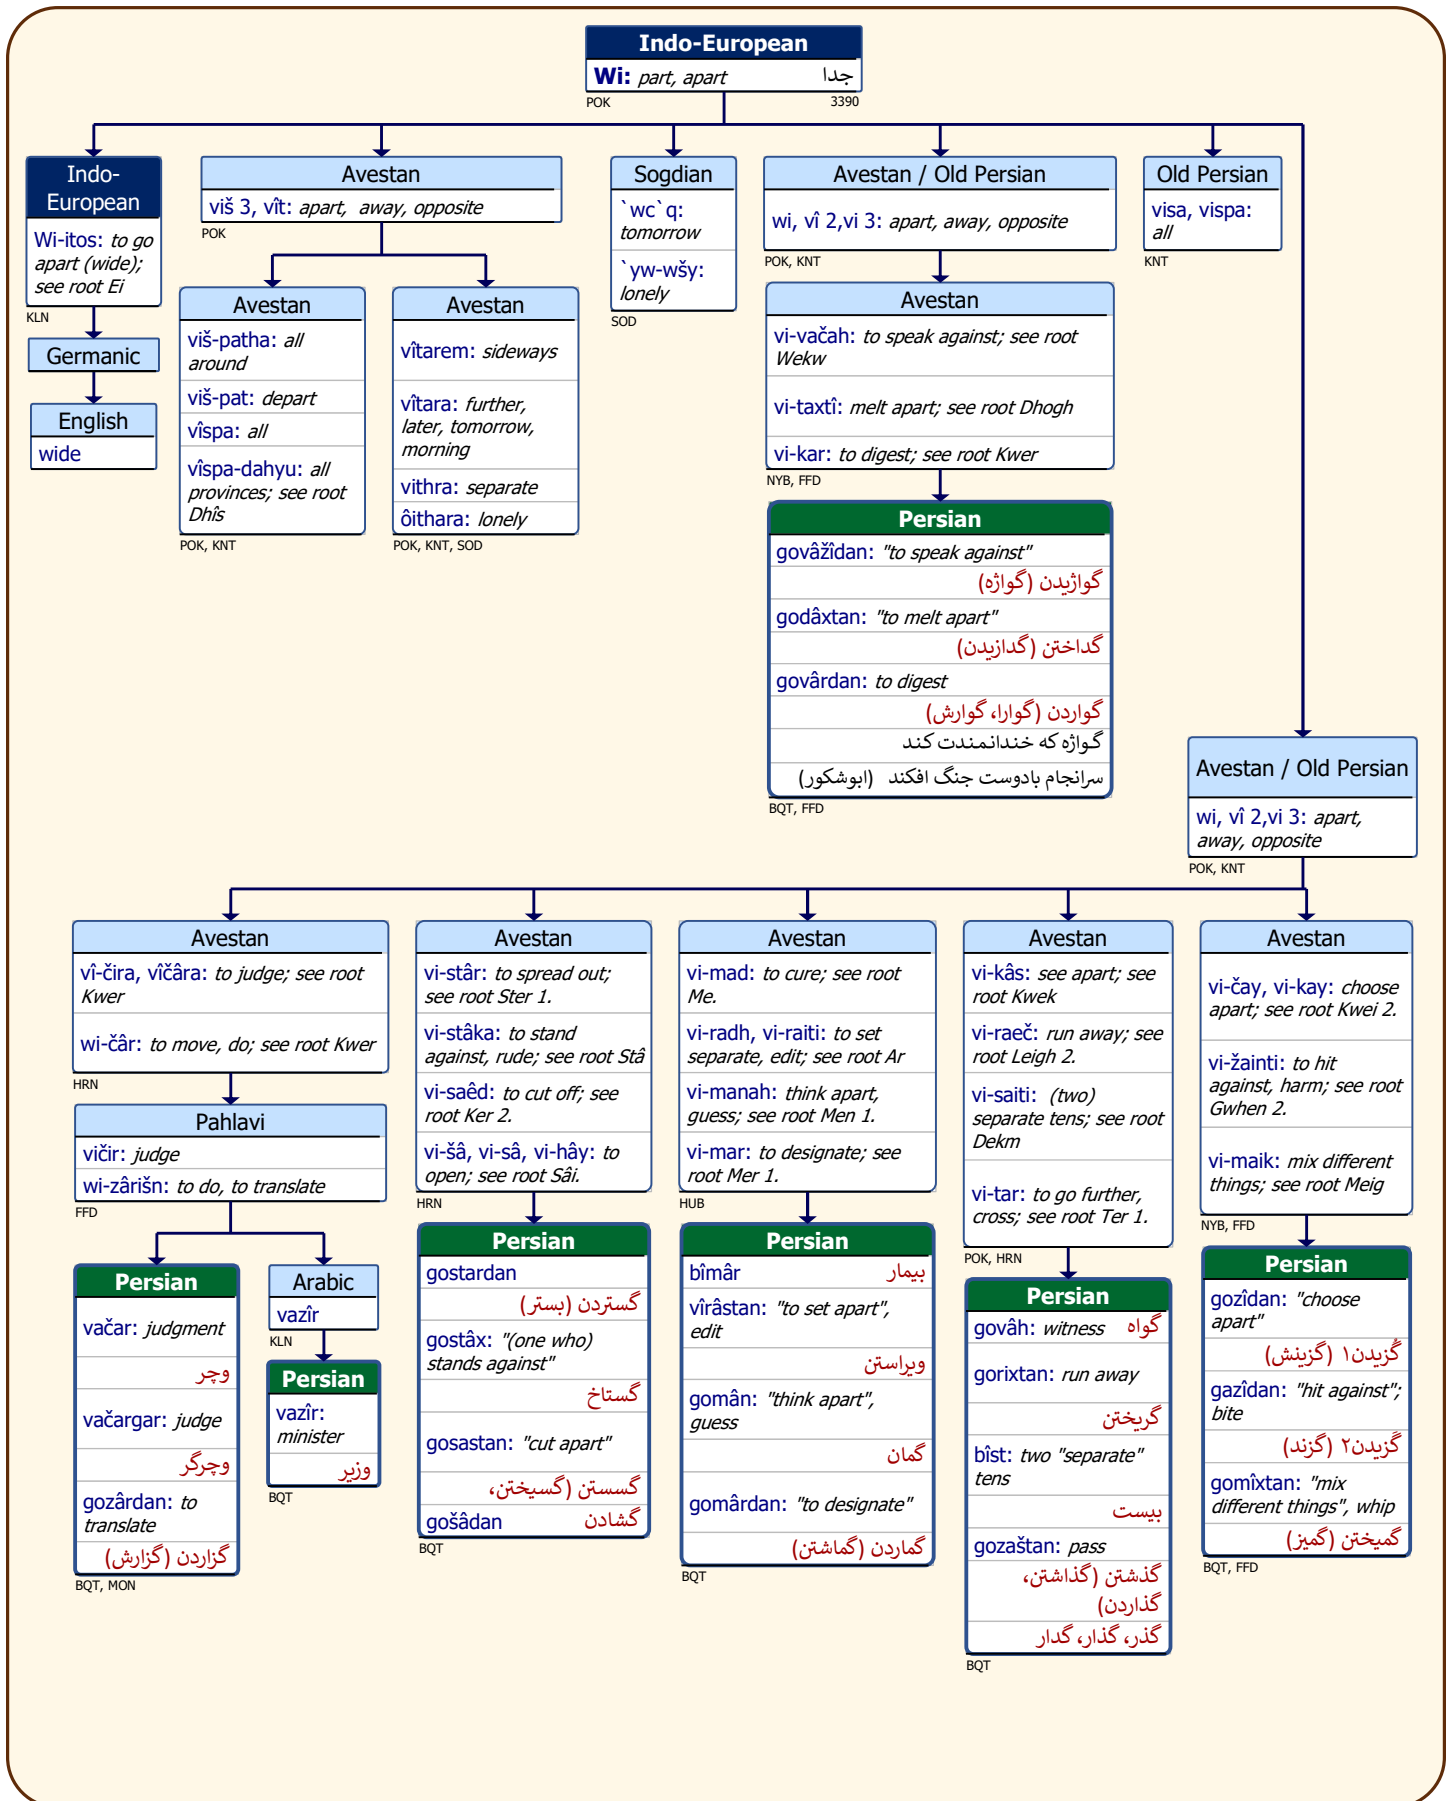 Indo-European
Wi: part, apart جدا
POK 3390
Indo-
European
Wi-itos: to go
apart (wide);
see root Ei
KLN
Germanic
English
wide
Avestan
viš 3, vît: apart, away, opposite
POK
Avestan
viš-patha: all
around
viš-pat: depart
vîspa: all
vîspa-dahyu: all
provinces; see root
Dhîs
POK, KNT
Avestan
vîtarem: sideways
vîtara: further,
later, tomorrow,
morning
vithra: separate
ôithara: lonely
POK, KNT, SOD
Sogdian
`wc`q:
tomorrow
`yw-wšy:
lonely
SOD
Avestan / Old Persian
wi, vî 2,vi 3: apart, away, opposite
POK, KNT
Avestan
vi-vačah: to speak against; see root
Wekw
vi-taxtî: melt apart; see root Dhogh
vi-kar: to digest; see root Kwer
NYB, FFD
Persian
govâžîdan: "to speak against"
گواژیدن (گواژه)
godâxtan: "to melt apart"
گداختن (گدازیدن)
govârdan: to digest
گواردن (گوارا، گوارش)
گواژه که خندانمندت کند
سرانجام بادوست جنگ افکند (ابوشکور)
BQT, FFD
Old Persian
visa, vispa:
all
KNT
Avestan / Old Persian
wi, vî 2,vi 3: apart,
away, opposite
POK, KNT
Avestan
vî-čira, vîčâra: to judge; see root
Kwer
wi-čâr: to move, do; see root Kwer
HRN
Pahlavi
vičir: judge
wi-zârišn: to do, to translate
FFD
Persian
vačar: judgment
وچر
vačargar: judge
وچرگر
gozârdan: to
translate
گزاردن (گزارش)
BQT, MON
Arabic
vazîr
KLN
Persian
vazîr:
minister
وزیر
BQT
Avestan
vi-stâr: to spread out;
see root Ster 1.
vi-stâka: to stand
against, rude; see root Stâ
vi-saêd: to cut off; see
root Ker 2.
vi-šâ, vi-sâ, vi-hây: to
open; see root Sâi.
HRN
Persian
gostardan
گستردن (بستر)
gostâx: "(one who)
stands against"
گستاخ
gosastan: "cut apart"
گسستن (گسیختن،
gošâdan گشادن
BQT
Avestan
vi-mad: to cure; see root
Me.
vi-radh, vi-raiti: to set
separate, edit; see root Ar
vi-manah: think apart,
guess; see root Men 1.
vi-mar: to designate; see
root Mer 1.
HUB
Persian
bîmâr بیمار
vîrâstan: "to set apart",
edit
ویراستن
gomân: "think apart",
guess
گمان
gomârdan: "to designate"
گماردن (گماشتن)
BQT
Avestan
vi-kâs: see apart; see
root Kwek
vi-raeč: run away; see
root Leigh 2.
vi-saiti: (two)
separate tens; see root
Dekm
vi-tar: to go further,
cross; see root Ter 1.
POK, HRN
Persian
govâh: witness گواه
gorixtan: run away
گریختن
bîst: two "separate"
tens
بیست
gozaštan: pass
گذشتن (گذاشتن،
گذاردن)
گذر، گذار، گدار
BQT
Avestan
vi-čay, vi-kay: choose
apart; see root Kwei 2.
vi-žainti: to hit
against, harm; see root
Gwhen 2.
vi-maik: mix different
things; see root Meig
NYB, FFD
Persian
gozîdan: "choose
apart"
گُزیدن۱ (گزینش)
gazîdan: "hit against";
bite
گَزیدن۲ (گزند)
gomîxtan: "mix
different things", whip
گمیختن (گمیز)
BQT, FFD